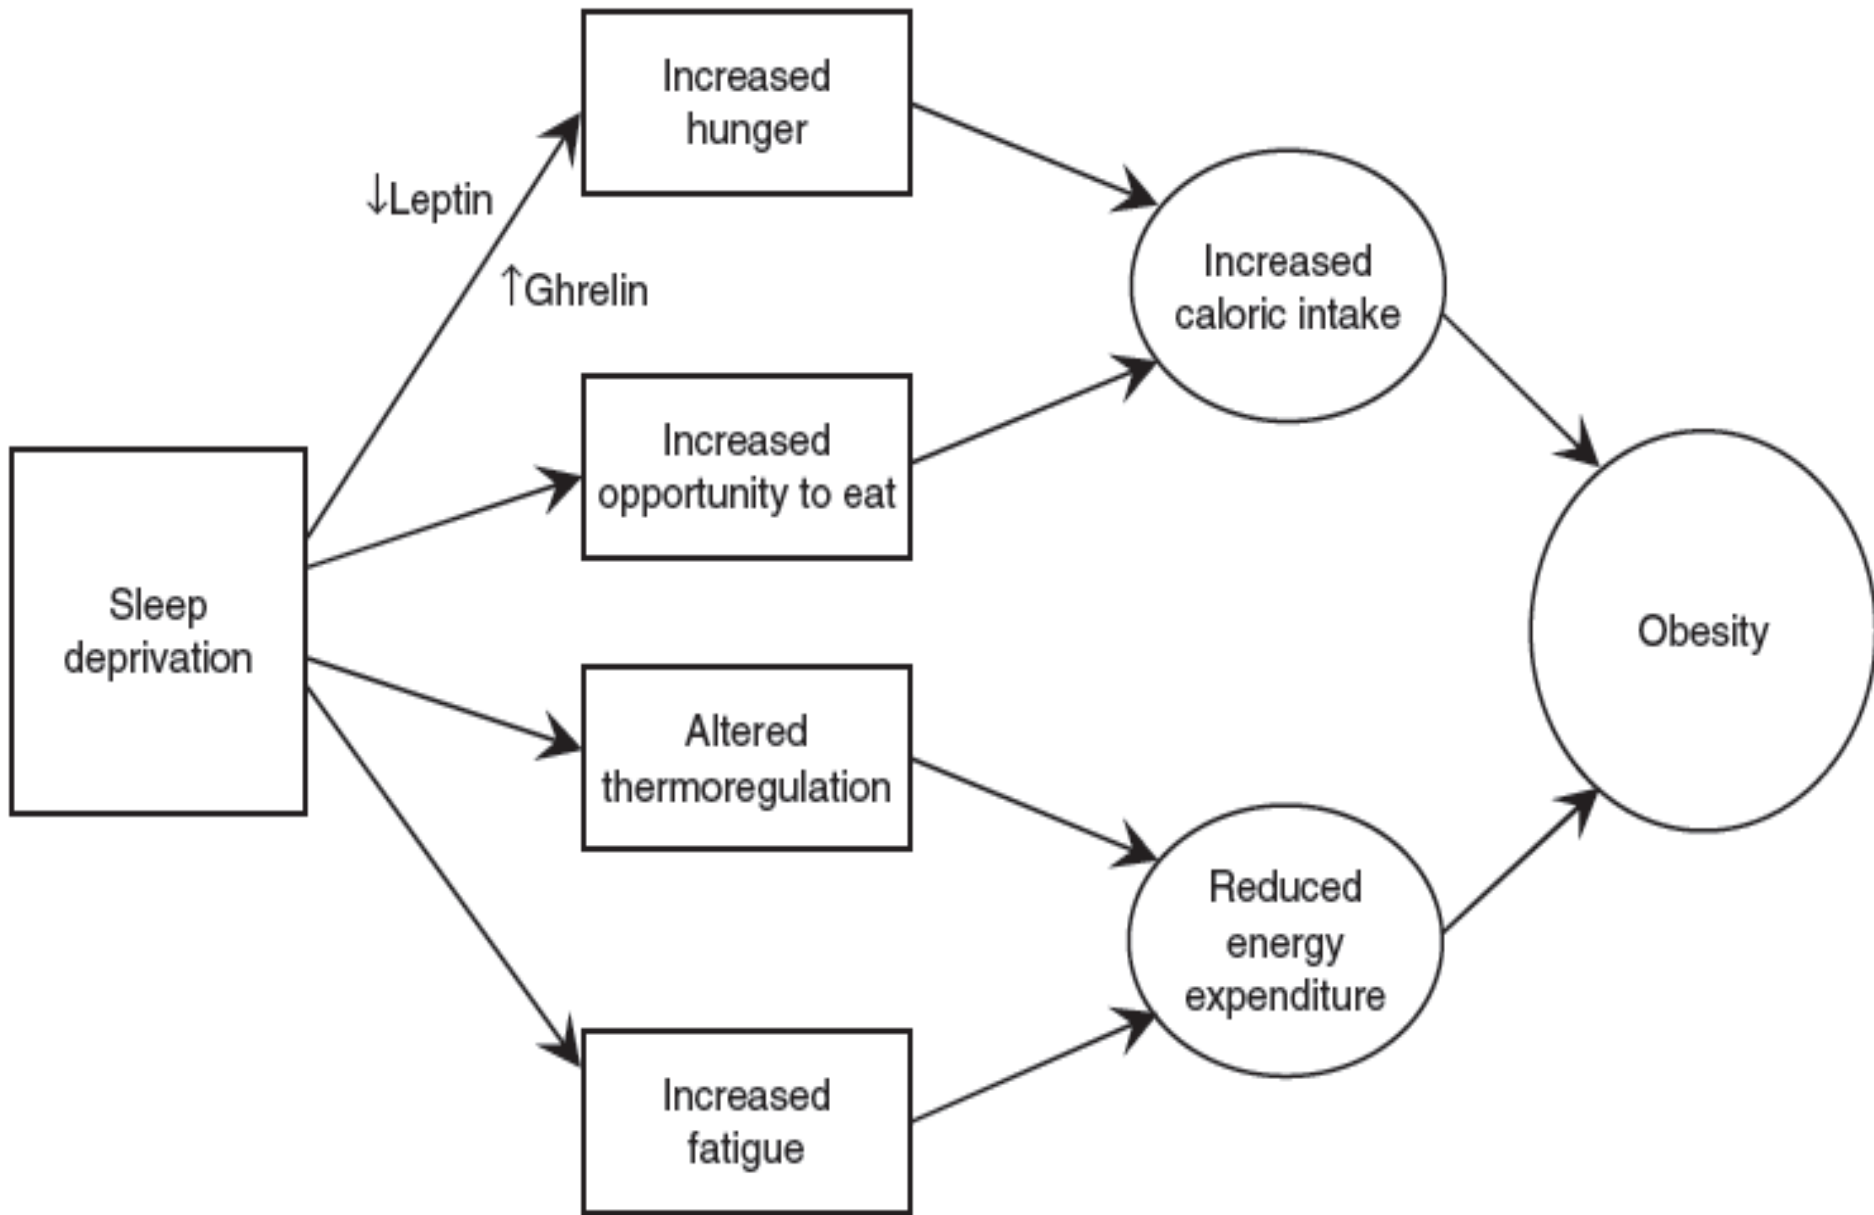 Increased
hunger
↓Leptin
↑Ghrelin
Increased
caloric intake
Increased
opportunity to eat
Sleep
deprivation
Obesity
Altered
thermoregulation
Reduced
energy
expenditure
Increased
fatigue